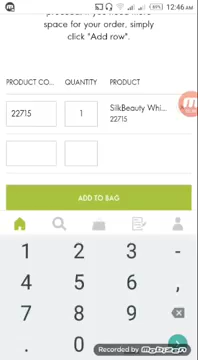 12:46 AM
space for your order, simply
click "Add row".
PRODUCT CO... QUANTITY PRODUCT
22715 1 SilkBeauty Whi...
22715
ADD TO BAG
1 2 3 -
4 5 6 ,
7 8 9
. 0
Recorded by Mobizen